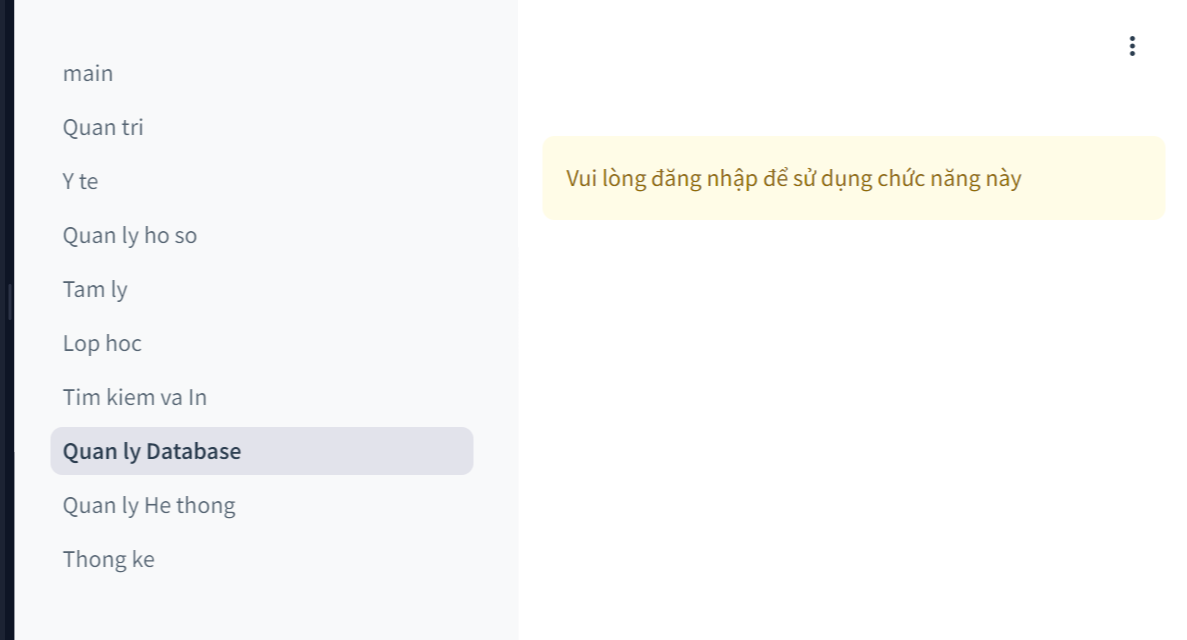 main
Quan tri
Y te
Quan ly ho so
Tam ly
Lop hoc
Tim kiem va In
Quan ly Database
Quan ly He thong
Thong ke
Vui lòng đăng nhập để sử dụng chức năng này